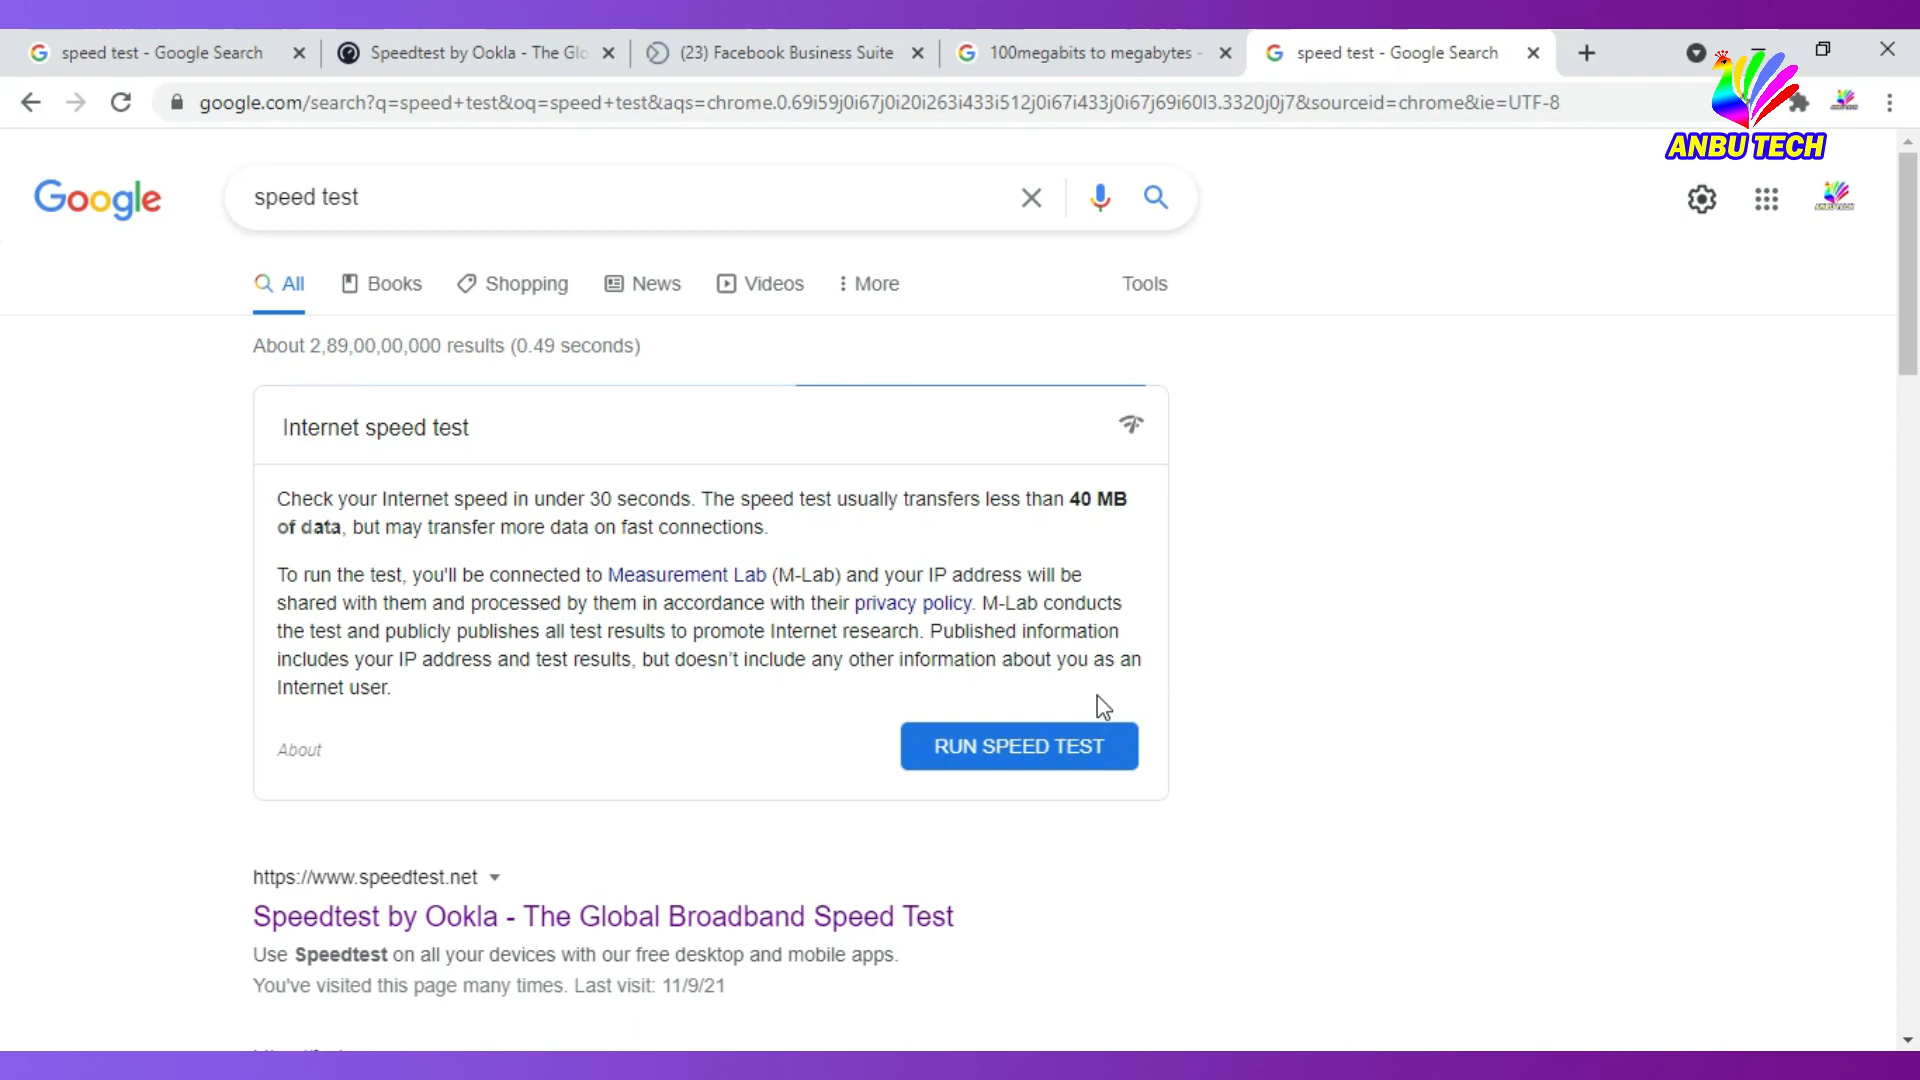 speed test - Google Search
Speedtest by Ookla - The Glo
(23) Facebook Business Suite
100megabits to megabytes -
speed test - Google Search
google.com/search?q=speed+test&oq=speed+test&aqs=chrome.0.69i59j0i67j0i20i263i433i512j0i67i433j0i67j69i60l3.3320j0j7&sourceid=chrome&ie=UTF-8
ANBU TECH
Google
speed test
All
Books
Shopping
News
Videos
More
Tools
About 2,89,00,00,000 results (0.49 seconds)
Internet speed test
Check your Internet speed in under 30 seconds. The speed test usually transfers less than 40 MB
of data, but may transfer more data on fast connections.
To run the test, you'll be connected to Measurement Lab (M-Lab) and your IP address will be
shared with them and processed by them in accordance with their privacy policy. M-Lab conducts
the test and publicly publishes all test results to promote Internet research. Published information
includes your IP address and test results, but doesn't include any other information about you as an
Internet user.
About
RUN SPEED TEST
https://www.speedtest.net
Speedtest by Ookla - The Global Broadband Speed Test
Use Speedtest on all your devices with our free desktop and mobile apps.
You've visited this page many times. Last visit: 11/9/21